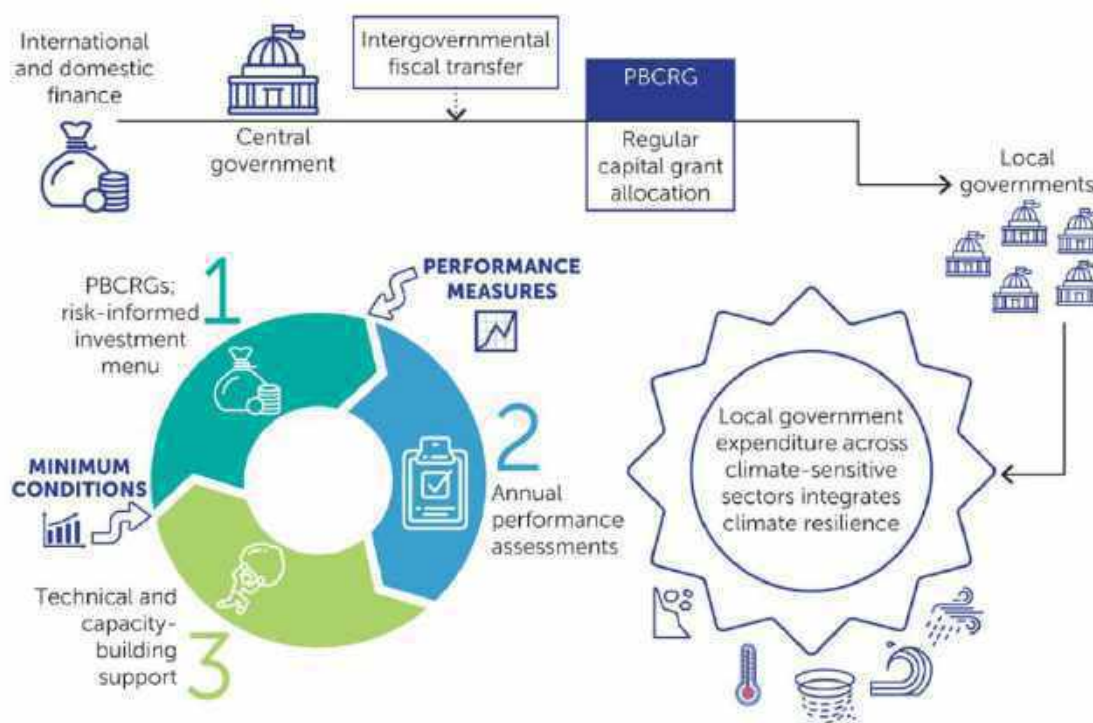 International
and domestic
finance
Central
government
Intergovernmental
fiscal transfer
PBCRG
Regular
capital grant
allocation
Local
governments
1
PBCRGs;
risk-informed
investment
menu
PERFORMANCE
MEASURES
2
Annual
performance
assessments
MINIMUM
CONDITIONS
Technical and
capacity-
building
support
3
Local government
expenditure across
climate-sensitive
sectors integrates
climate resilience